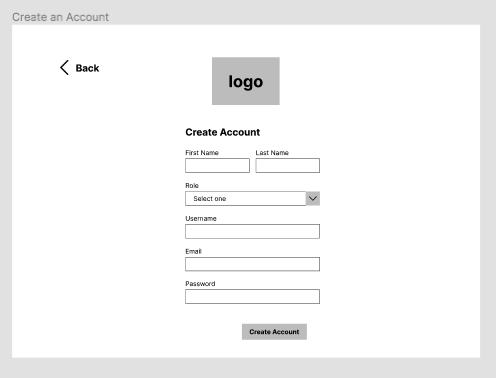 Create an Account
Back
logo
Create Account
First Name Last Name
Role
Select one
Username
Email
Password
Create Account